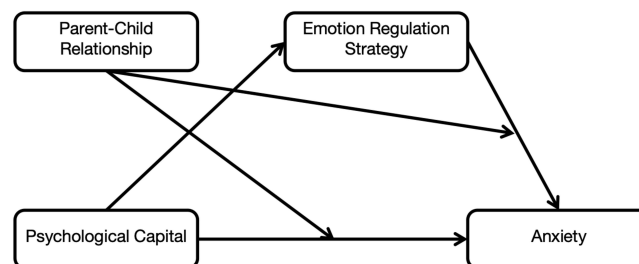 Parent-Child
Relationship
Emotion Regulation
Strategy
Psychological Capital
Anxiety